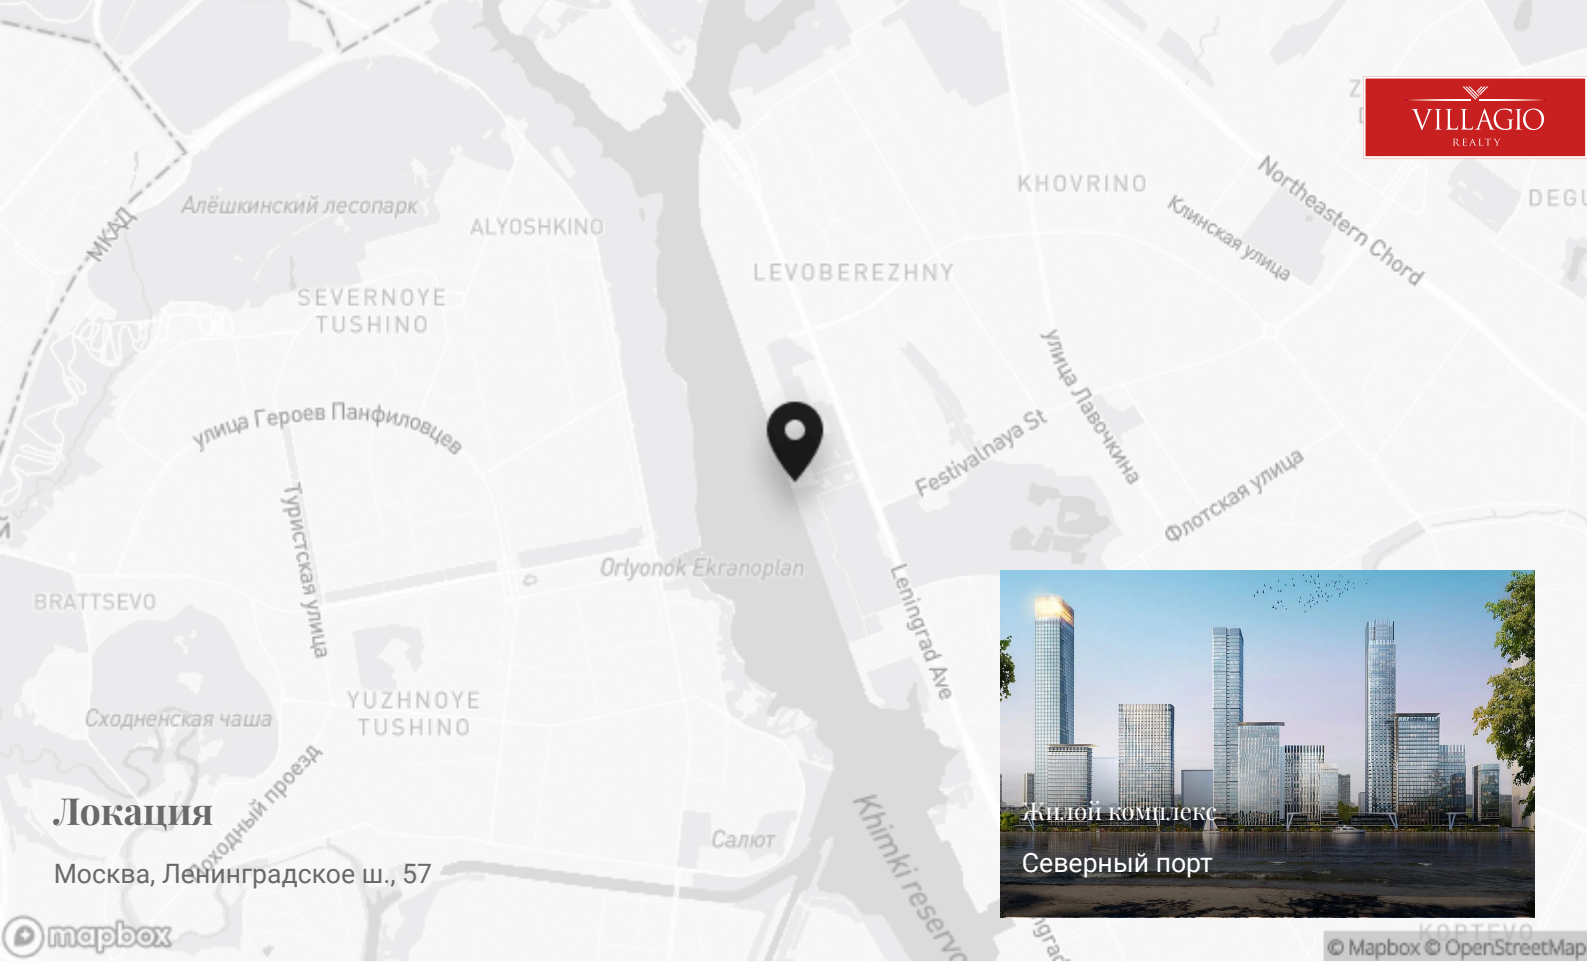 VILLAGIO
REALTY
KHOVRINO
Northeastern Chord
Клинская улица
Алёшкинский лесопарк
МКАД
ALYOSHKINO
LEVOBEREZHNY
SEVERNOYE
TUSHINO
улица Героев Панфиловцев
улица Лавочкина
Festivalnaya St
Флотская улица
Туристская улица
Orlyonok Ekranoplan
Leningrad Ave
BRATTSEVO
YUZHNOYE
TUSHINO
Сходненская чаша
Локация
Москва, Ленинградское ш., 57
Салют
Khimki reservo
Жилой комплекс
Северный порт
mapbox
© Mapbox © OpenStreetMap